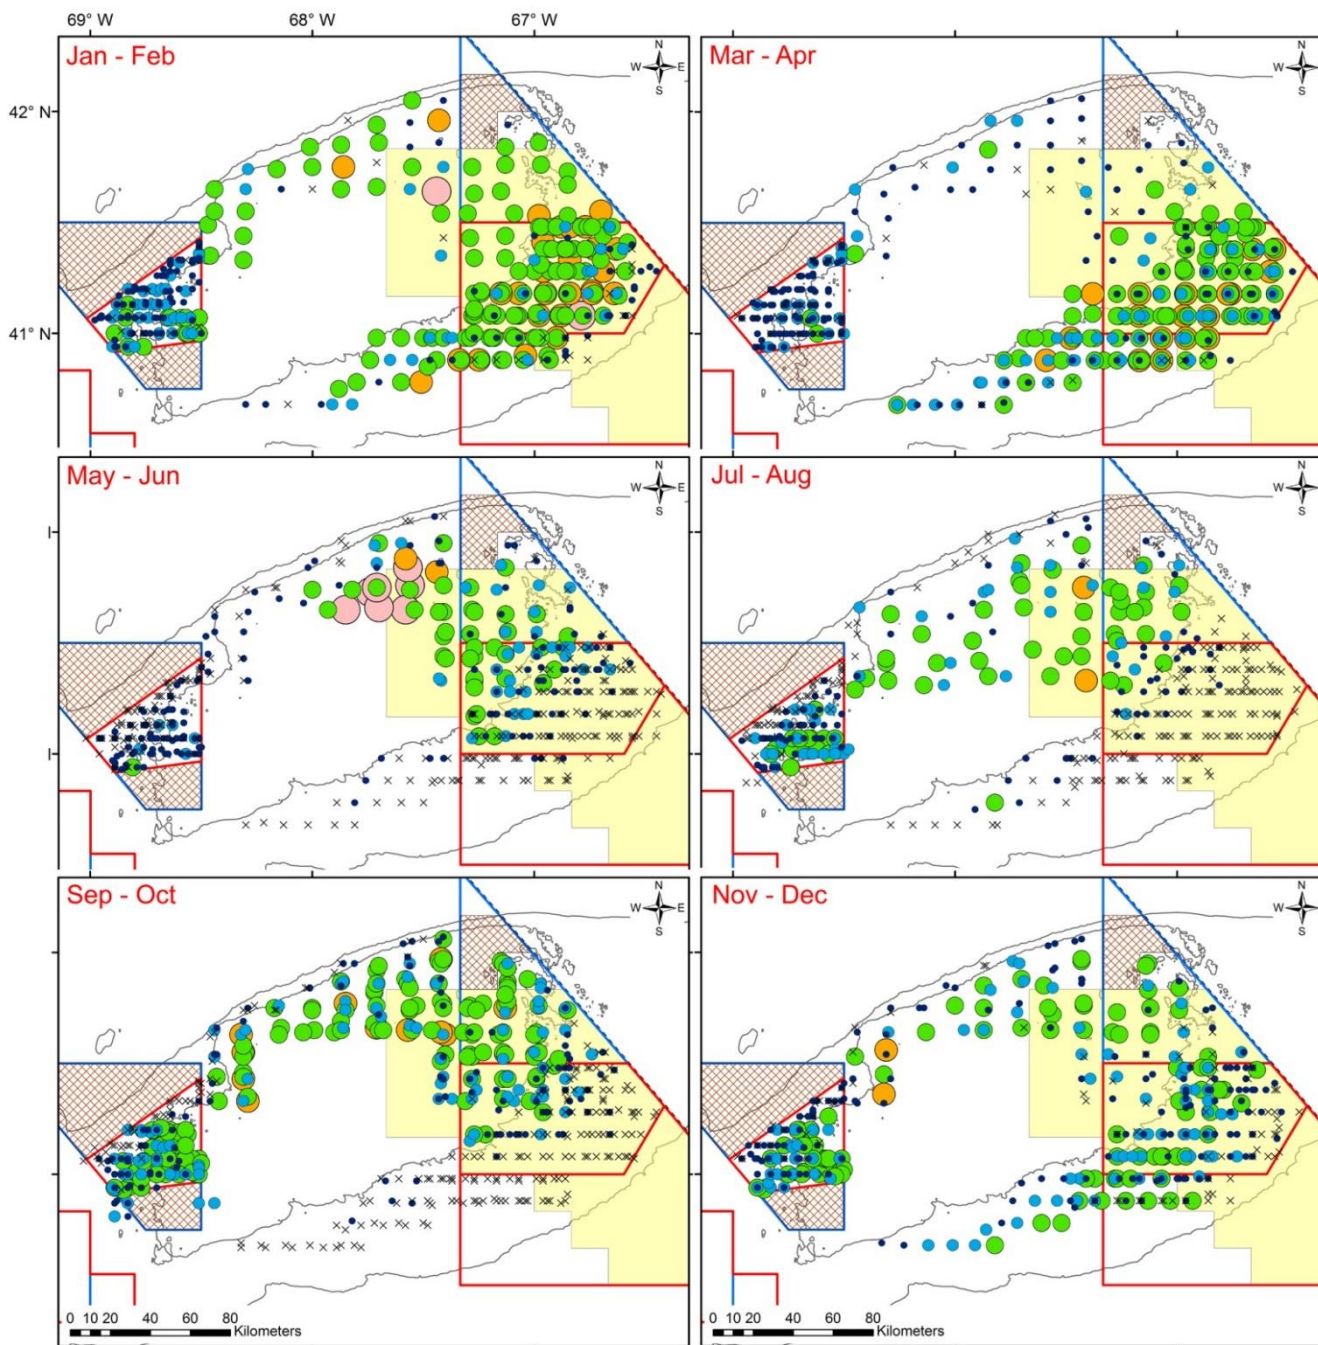 69° W 68° W 67° W
Jan - Feb
N
W E
S
42° N
41° N
Mar - Apr
N
W E
S
May - Jun
N
W E
S
Jul - Aug
N
W E
S
Sep - Oct
N
W E
S
0 10 20 40 60 80
Kilometers
Nov - Dec
N
W E
S
0 10 20 40 60 80
Kilometers